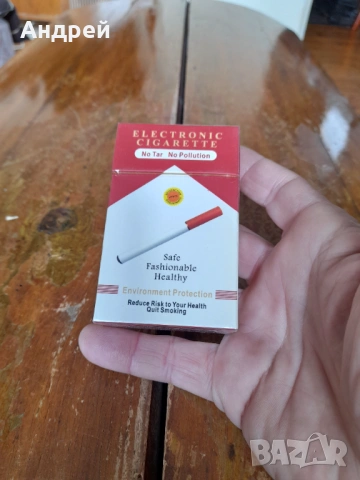 Андрей
ELECTRONIC
CIGARETTE
No Tar No Pollution
Safe
Fashionable
Healthy
Environment Protection
Reduce Risk to Your Health
Quit Smoking
BAZAR
bg